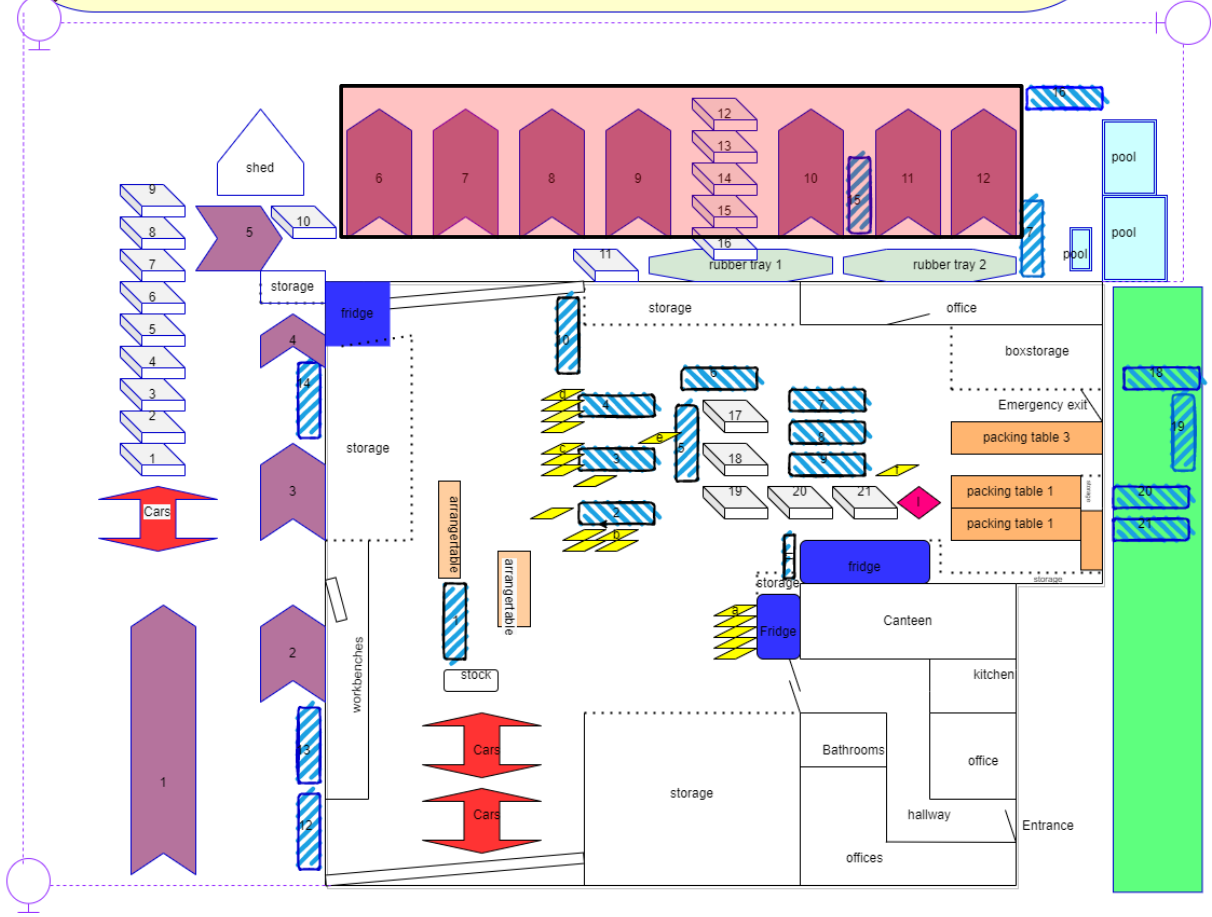 16
12
13
14
15
16
6
7
8
9
10
11
12
shed
pool
9
8
7
6
5
4
3
2
1
10
5
11
rubber tray 1
rubber tray 2
pool
pool
storage
fridge
storage
office
10
boxstorage
4
14
6
18
d
4
7
Emergency exit
17
19
e
5
8
packing table 3
storage
c
3
18
9
3
arrangertable
19
20
21
packing table 1
storage
20
Cars
2
packing table 1
21
b
arrangertable
fridge
storage
storage
a
Fridge
Canteen
1
2
workbenches
stock
kitchen
13
Cars
Bathrooms
office
1
storage
12
Cars
hallway
Entrance
offices